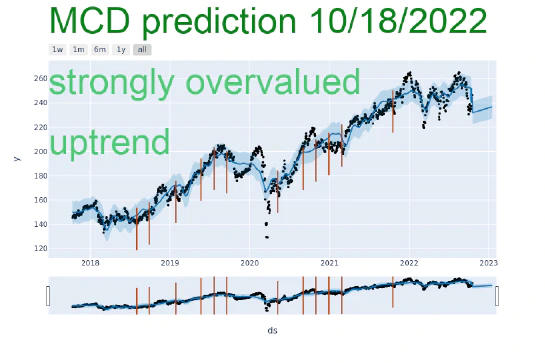 MCD prediction 10/18/2022
1w 1m 6m 1y all
strongly overvalued
uptrend
y
260
240
220
200
180
160
140
120
2018 2019 2020 2021 2022 2023
ds